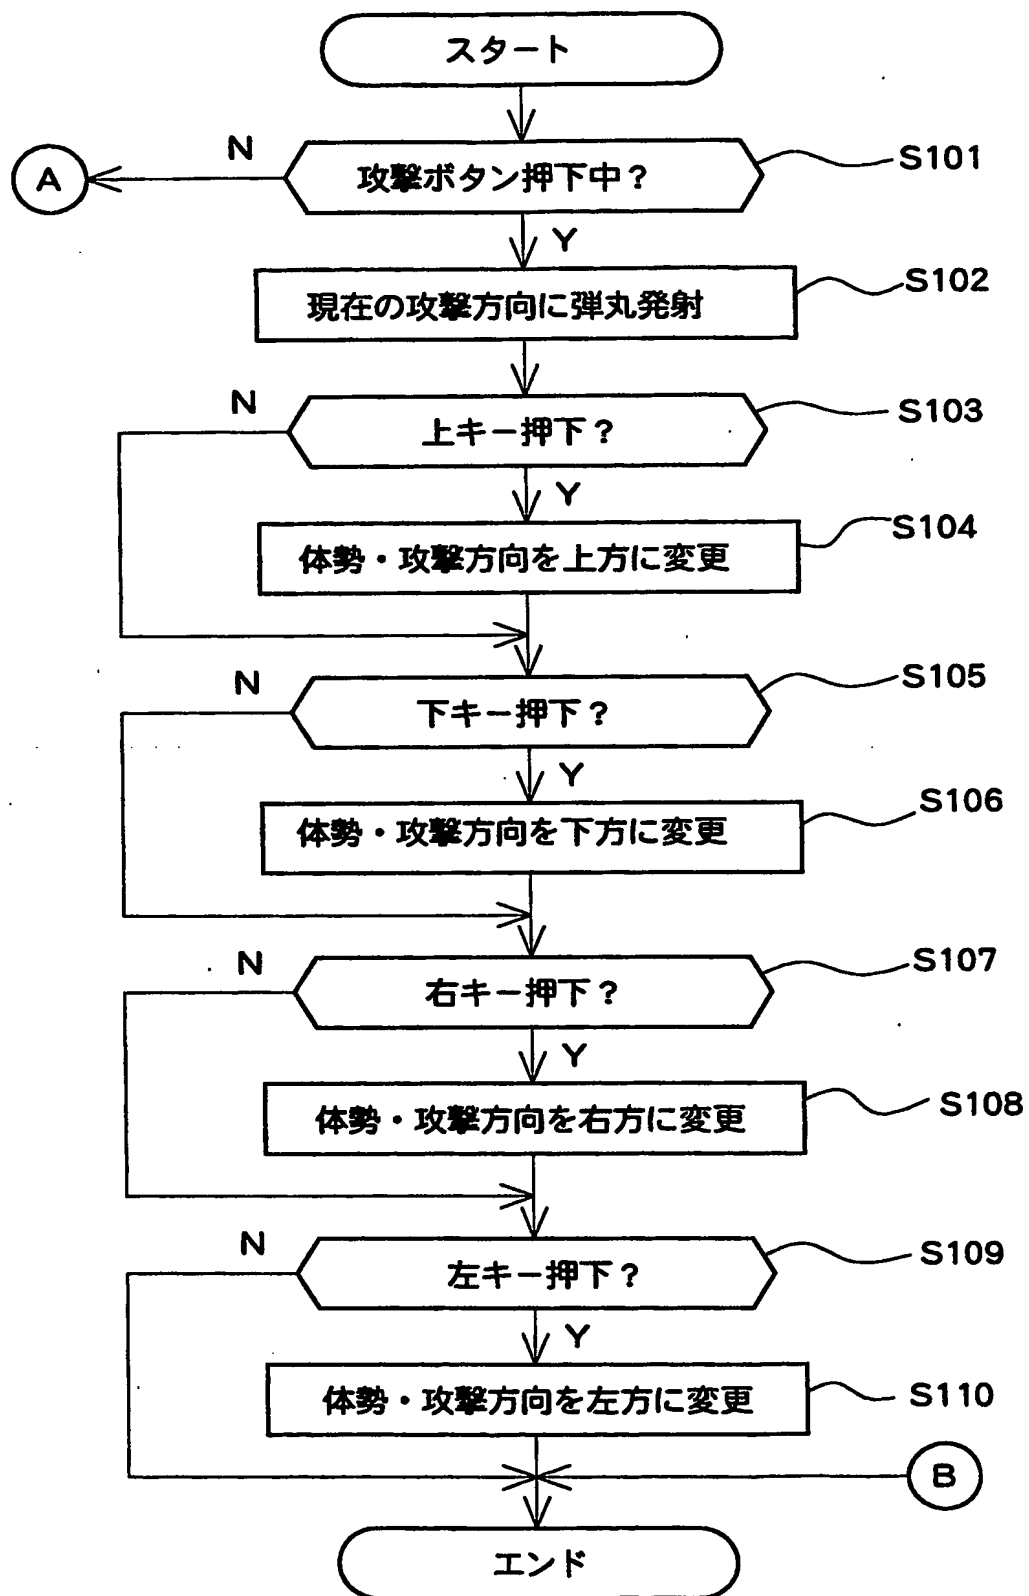 スタート
N
A
攻撃ボタン押下中？
S101
Y
現在の攻撃方向に弾丸発射
S102
N
上キー押下？
S103
Y
体勢・攻撃方向を上方に変更
S104
N
下キー押下？
S105
Y
体勢・攻撃方向を下方に変更
S106
N
右キー押下？
S107
Y
体勢・攻撃方向を右方に変更
S108
N
左キー押下？
S109
Y
体勢・攻撃方向を左方に変更
S110
B
エンド